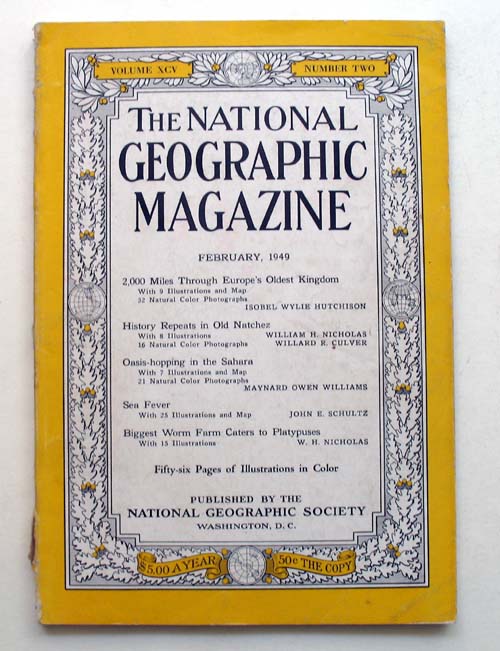 VOLUME XCV NUMBER TWO
THE NATIONAL
GEOGRAPHIC
MAGAZINE
FEBRUARY, 1949
2,000 Miles Through Europe's Oldest Kingdom
With 9 Illustrations and Map
32 Natural Color Photographs
ISOBEL WYLIE HUTCHISON
History Repeats in Old Natchez
With 8 Illustrations WILLIAM H. NICHOLAS
16 Natural Color Photographs WILLARD R. CULVER
Oasis-hopping in the Sahara
With 7 Illustrations and Map
21 Natural Color Photographs
MAYNARD OWEN WILLIAMS
Sea Fever
With 25 Illustrations and Map JOHN E. SCHULTZ
Biggest Worm Farm Caters to Platypuses
With 15 Illustrations W. H. NICHOLAS
Fifty-six Pages of Illustrations in Color
PUBLISHED BY THE
NATIONAL GEOGRAPHIC SOCIETY
WASHINGTON, D. C.
$5.00 A YEAR 50¢ THE COPY